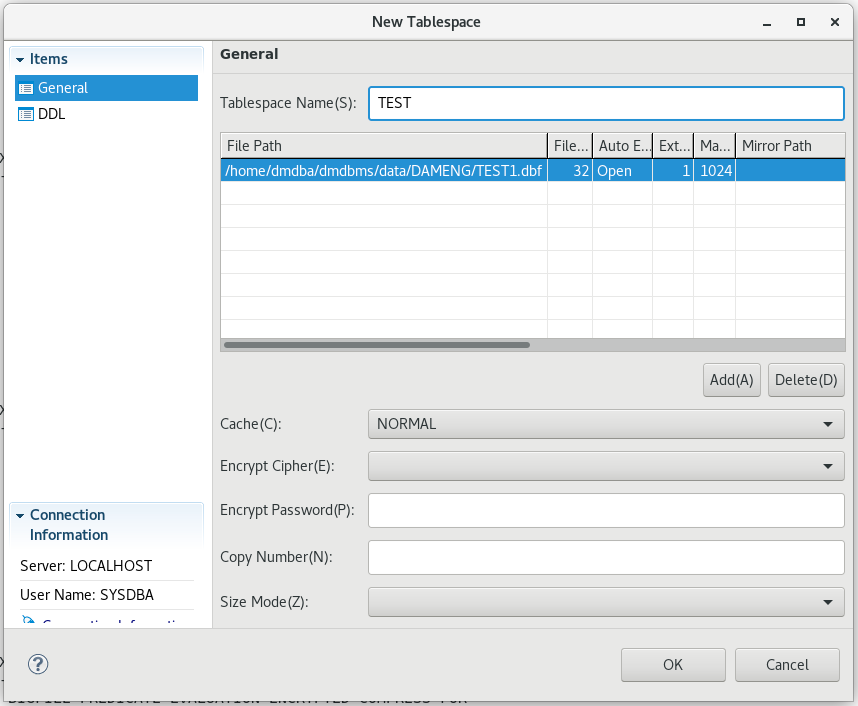 New Tablespace
Items
General
DDL
General
Tablespace Name(S): TEST
File Path File... Auto E... Ext... Ma... Mirror Path
/home/dmdba/dmdbms/data/DAMENG/TEST1.dbf 32 Open 1 1024
Add(A) Delete(D)
Cache(C): NORMAL
Encrypt Cipher(E):
Encrypt Password(P):
Copy Number(N):
Size Mode(Z):
Connection
Information
Server: LOCALHOST
User Name: SYSDBA
? OK Cancel